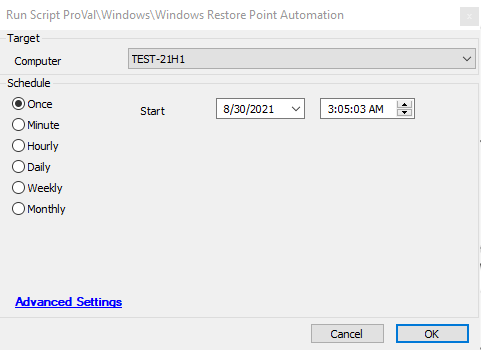 Run Script ProVal\Windows\Windows Restore Point Automation
Target
Computer TEST-21H1
Schedule
Once Start 8/30/2021 3:05:03 AM
Minute
Hourly
Daily
Weekly
Monthly
Advanced Settings
Cancel OK